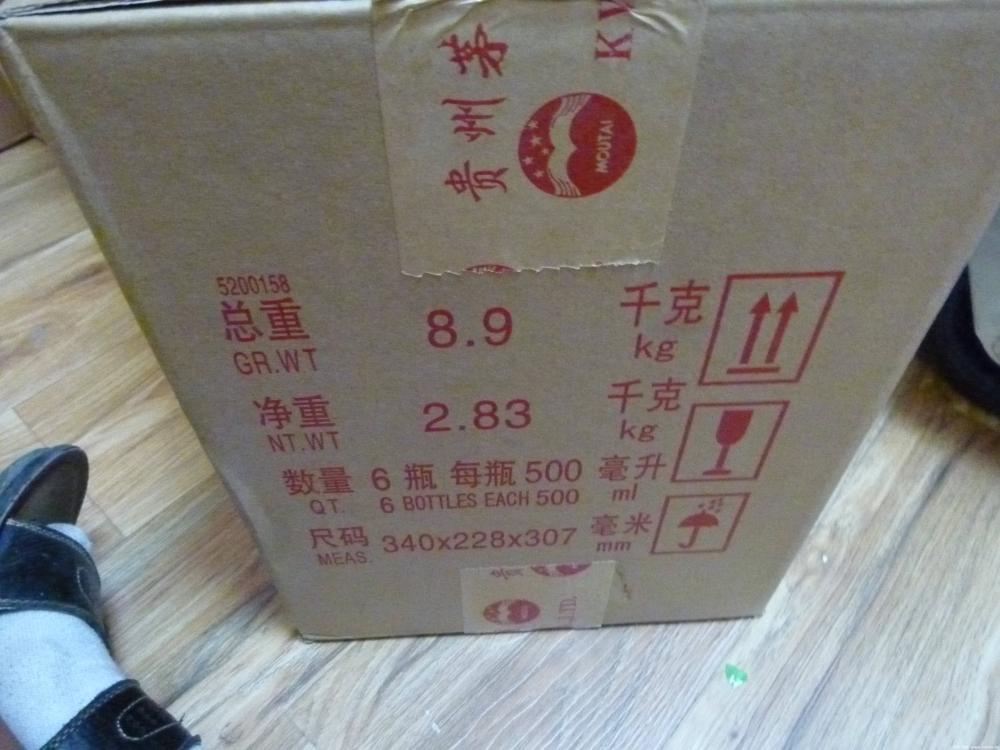 贵州茅
KW
MOUTAI
5200158
总重 8.9 千克
GR.WT kg
净重 2.83 千克
NT.WT kg
数量 6 瓶 每瓶 500 毫升
QT. 6 BOTTLES EACH 500 ml
尺码 340x228x307 毫米
MEAS. mm
LTD.